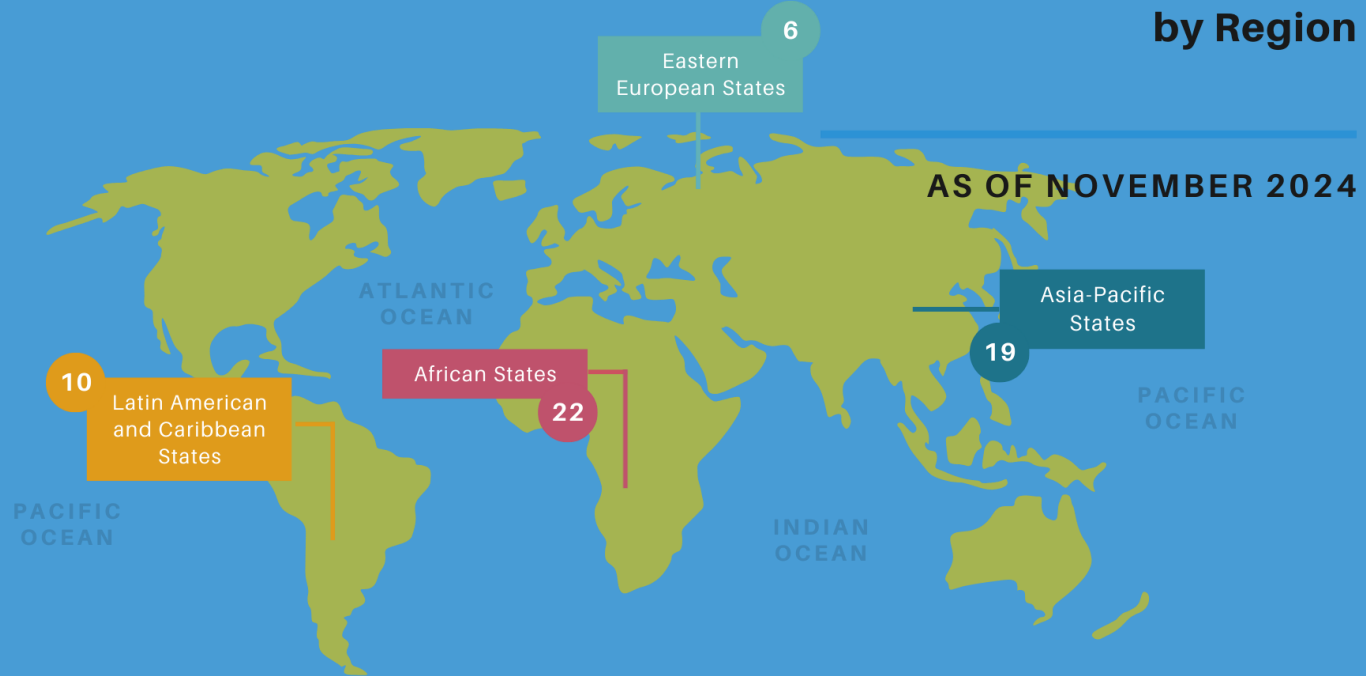 by Region
AS OF NOVEMBER 2024
6
Eastern
European States
ATLANTIC
OCEAN
Asia-Pacific
States
19
10
Latin American
and Caribbean
States
African States
22
PACIFIC
OCEAN
PACIFIC
OCEAN
INDIAN
OCEAN